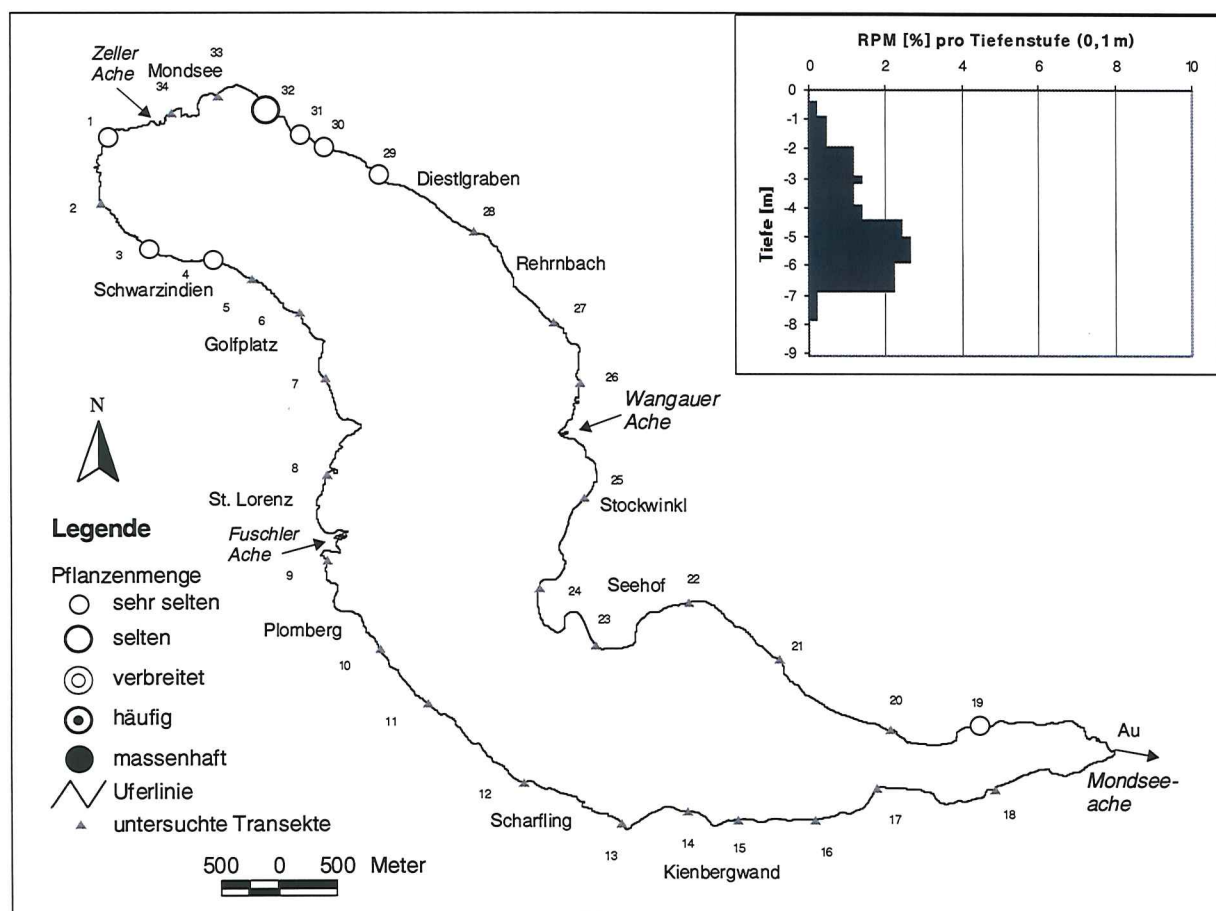 RPM [%] pro Tiefenstufe (0,1m)
0 2 4 6 8 10
0
-1
-2
-3
-4
-5
-6
-7
-8
-9
Tiefe [m]
Zeller
Ache
Mondsee
33
34
32
31
30
1
29
Diestlgraben
2
28
3
4
Rehrnbach
Schwarzindien
5
6
27
Golfplatz
7
26
Wangauer
Ache
N
8
25
St. Lorenz
Stockwinkl
Fuschler
Ache
9
24
Seehof
22
23
Plomberg
10
21
11
20
19
Au
Mondsee-
ache
12
Scharfling
13
14
15
16
17
18
Kienbergwand
Legende
Pflanzenmenge
sehr selten
selten
verbreitet
häufig
massenhaft
Uferlinie
untersuchte Transekte
500 0 500 Meter